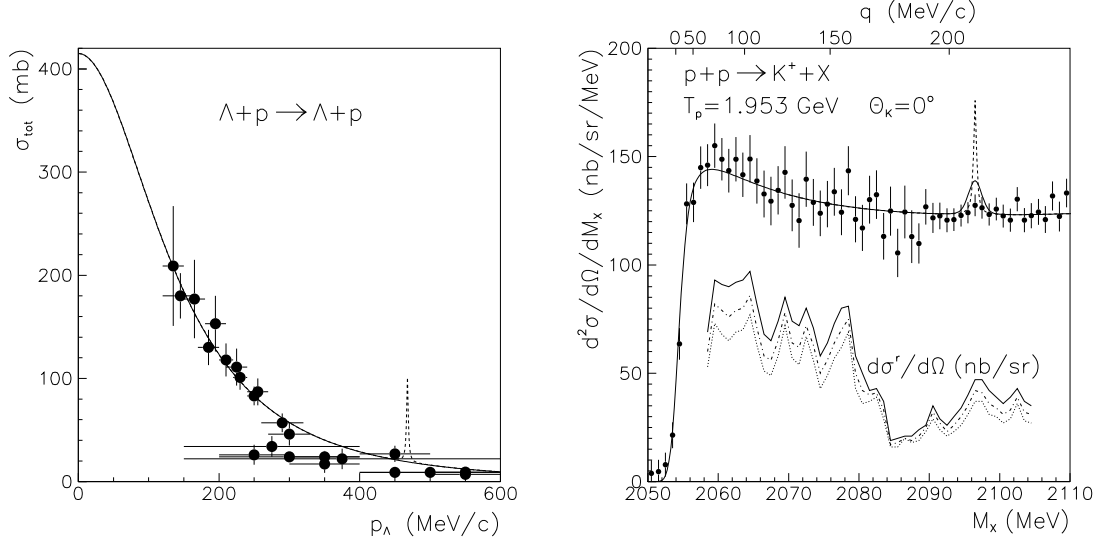 σtot (mb)
400
300
200
100
0
Λ+p → Λ+p
0 200 400 600
pΛ (MeV/c)
q (MeV/c)
0 50 100 150 200
d²σ/dΩ/dMx (nb/sr/MeV)
200
150
100
50
0
p+p → K⁺+X
Tp=1.953 GeV Θκ=0°
dσʳ/dΩ (nb/sr)
2050 2060 2070 2080 2090 2100 2110
Mx (MeV)